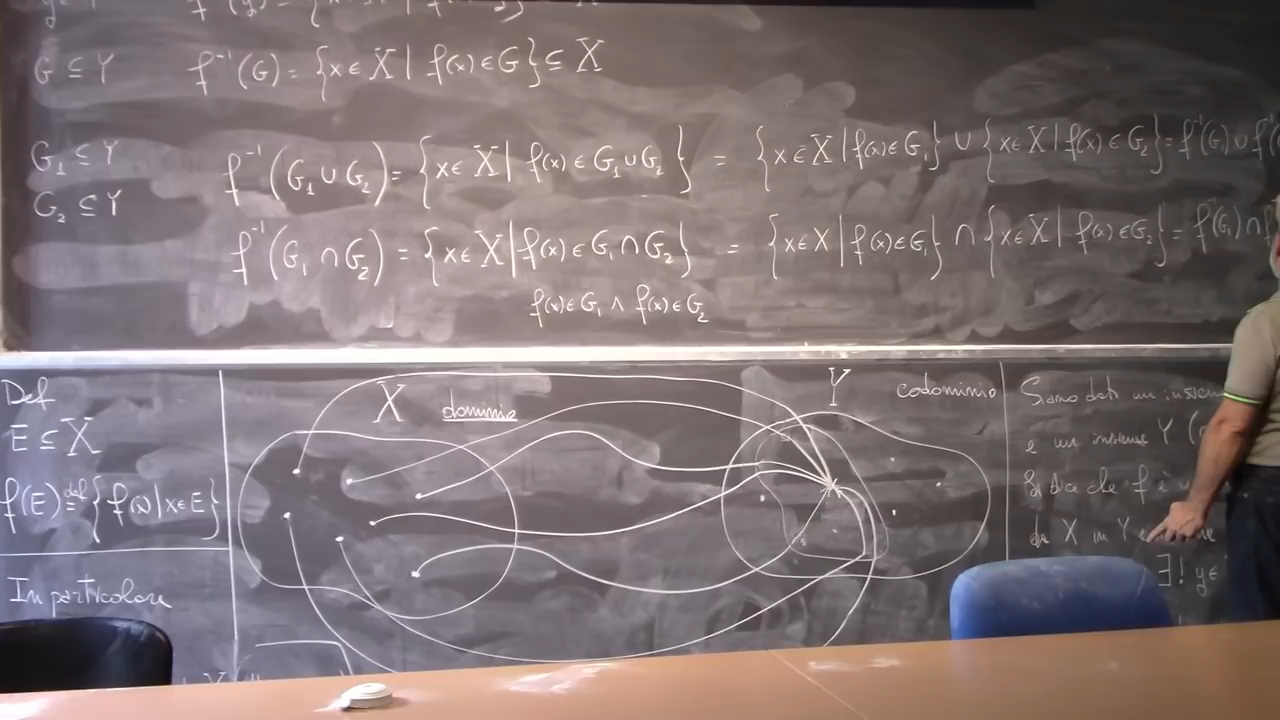 G ⊆ Y f⁻¹(G) = {x ∈ X | f(x) ∈ G} ⊆ X
G₁ ⊆ Y
G₂ ⊆ Y
f⁻¹(G₁ ∪ G₂) = {x ∈ X | f(x) ∈ G₁ ∪ G₂} = {x ∈ X | f(x) ∈ G₁} ∪ {x ∈ X | f(x) ∈ G₂} = f⁻¹(G₁) ∪ f⁻¹(
f⁻¹(G₁ ∩ G₂) = {x ∈ X | f(x) ∈ G₁ ∩ G₂} = {x ∈ X | f(x) ∈ G₁} ∩ {x ∈ X | f(x) ∈ G₂} = f⁻¹(G₁) ∩ f
f(x) ∈ G₁ ∧ f(x) ∈ G₂
Def
E ⊆ X
f(E) ≝ {f(x) | x ∈ E}
In particolare
X dominio
Y codominio
Siano dati un insieme
e un insieme Y (
Si dice che f è
da X in Y
∃! y ∈